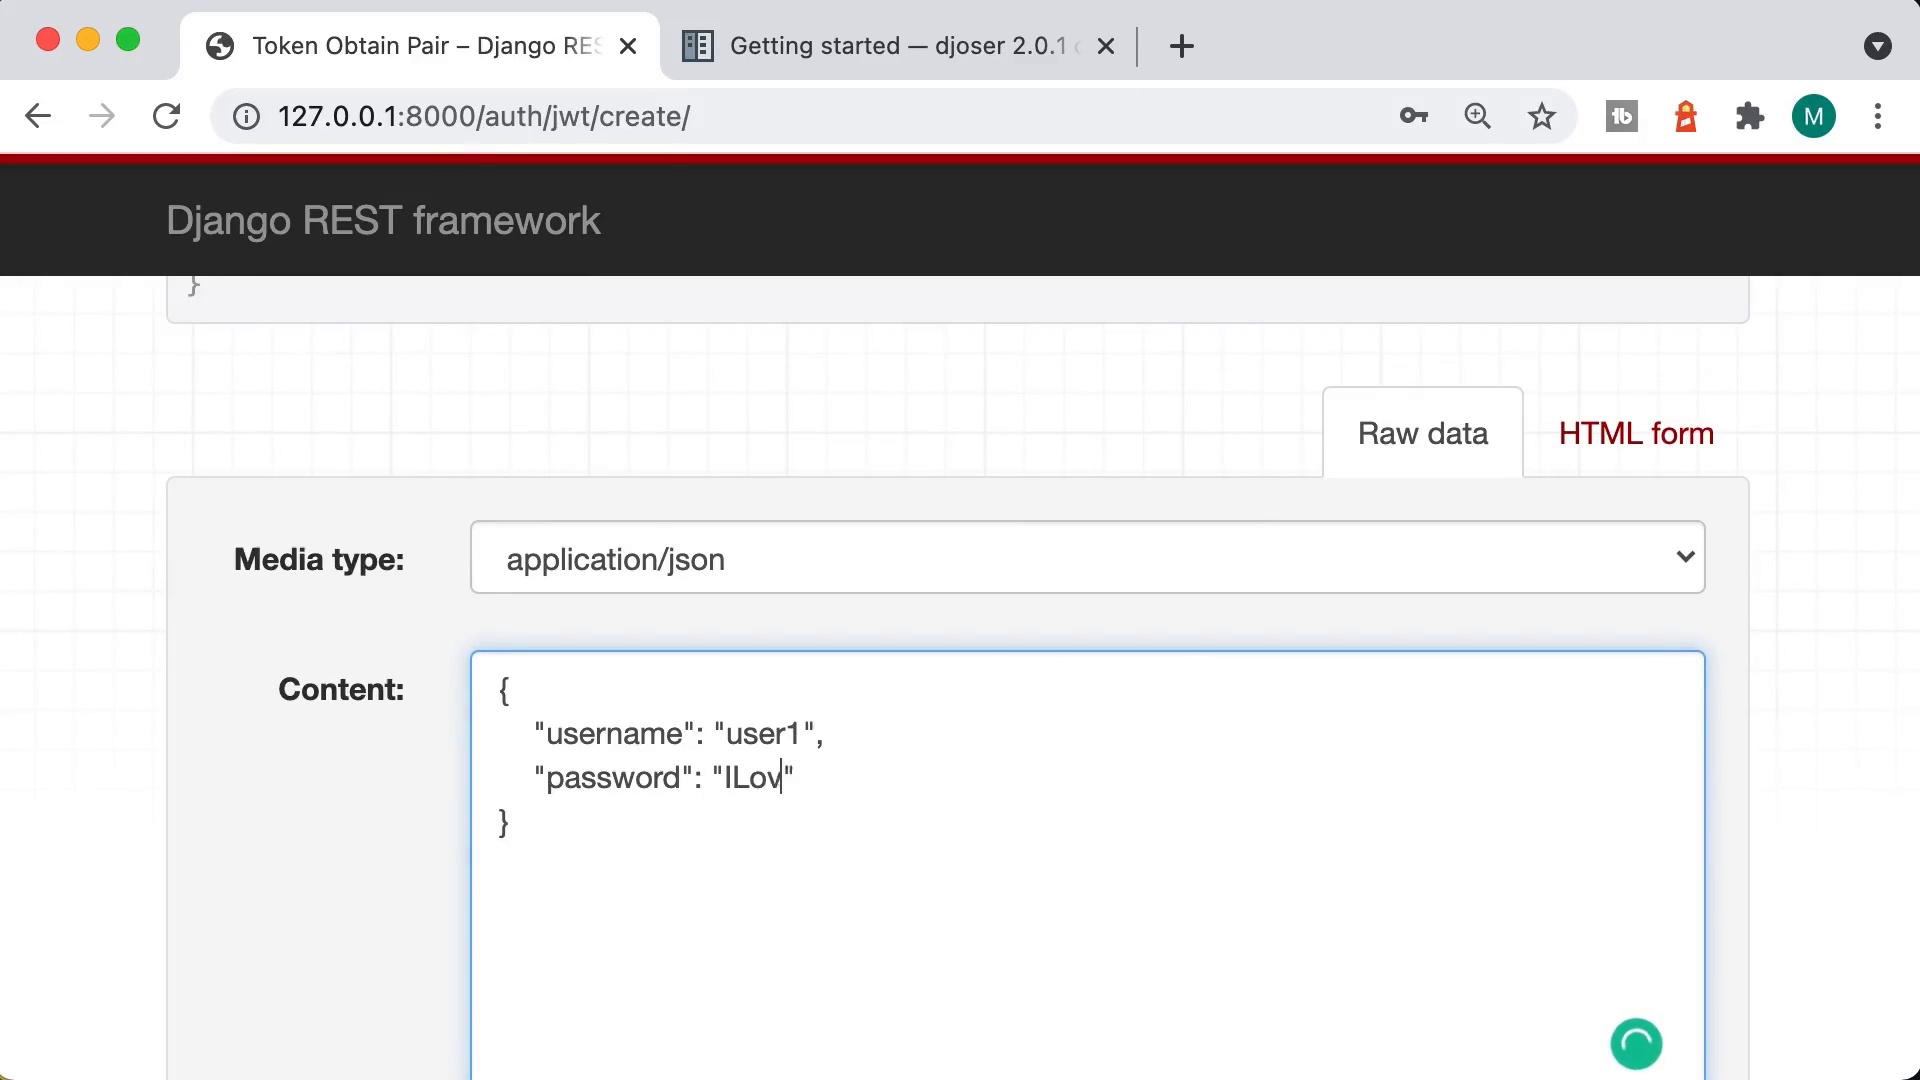 Token Obtain Pair – Django RES
Getting started — djoser 2.0.1
127.0.0.1:8000/auth/jwt/create/
tb
M
Django REST framework
}
Raw data
HTML form
Media type:
application/json
Content:
{
"username": "user1",
"password": "ILov"
}